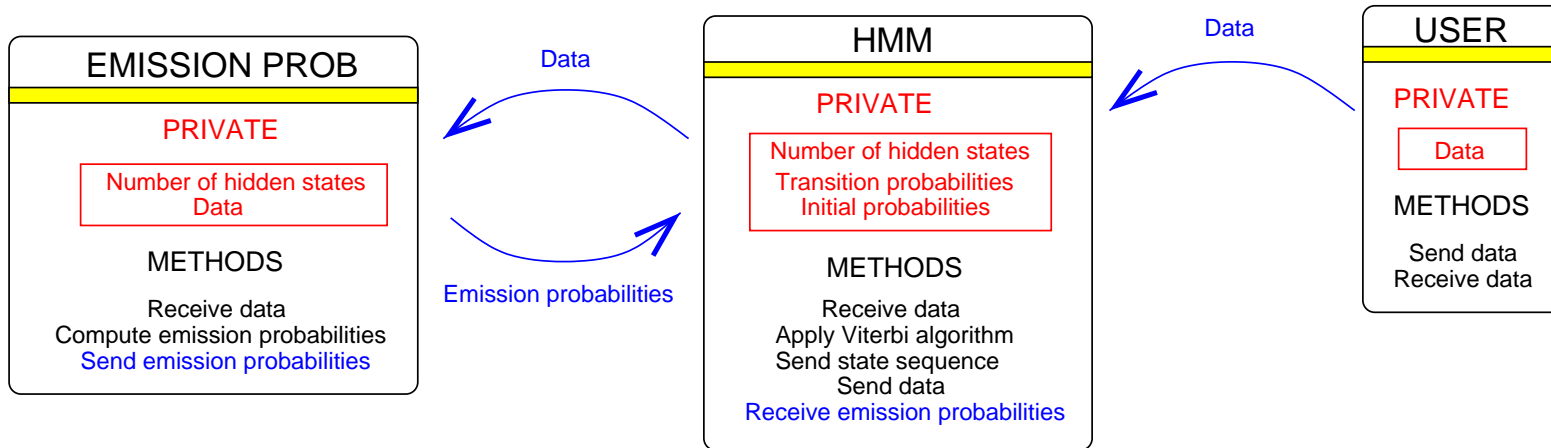 EMISSION PROB
PRIVATE
Number of hidden states
Data
METHODS
Receive data
Compute emission probabilities
Send emission probabilities
Data
Emission probabilities
HMM
PRIVATE
Number of hidden states
Transition probabilities
Initial probabilities
METHODS
Receive data
Apply Viterbi algorithm
Send state sequence
Send data
Receive emission probabilities
Data
USER
PRIVATE
Data
METHODS
Send data
Receive data